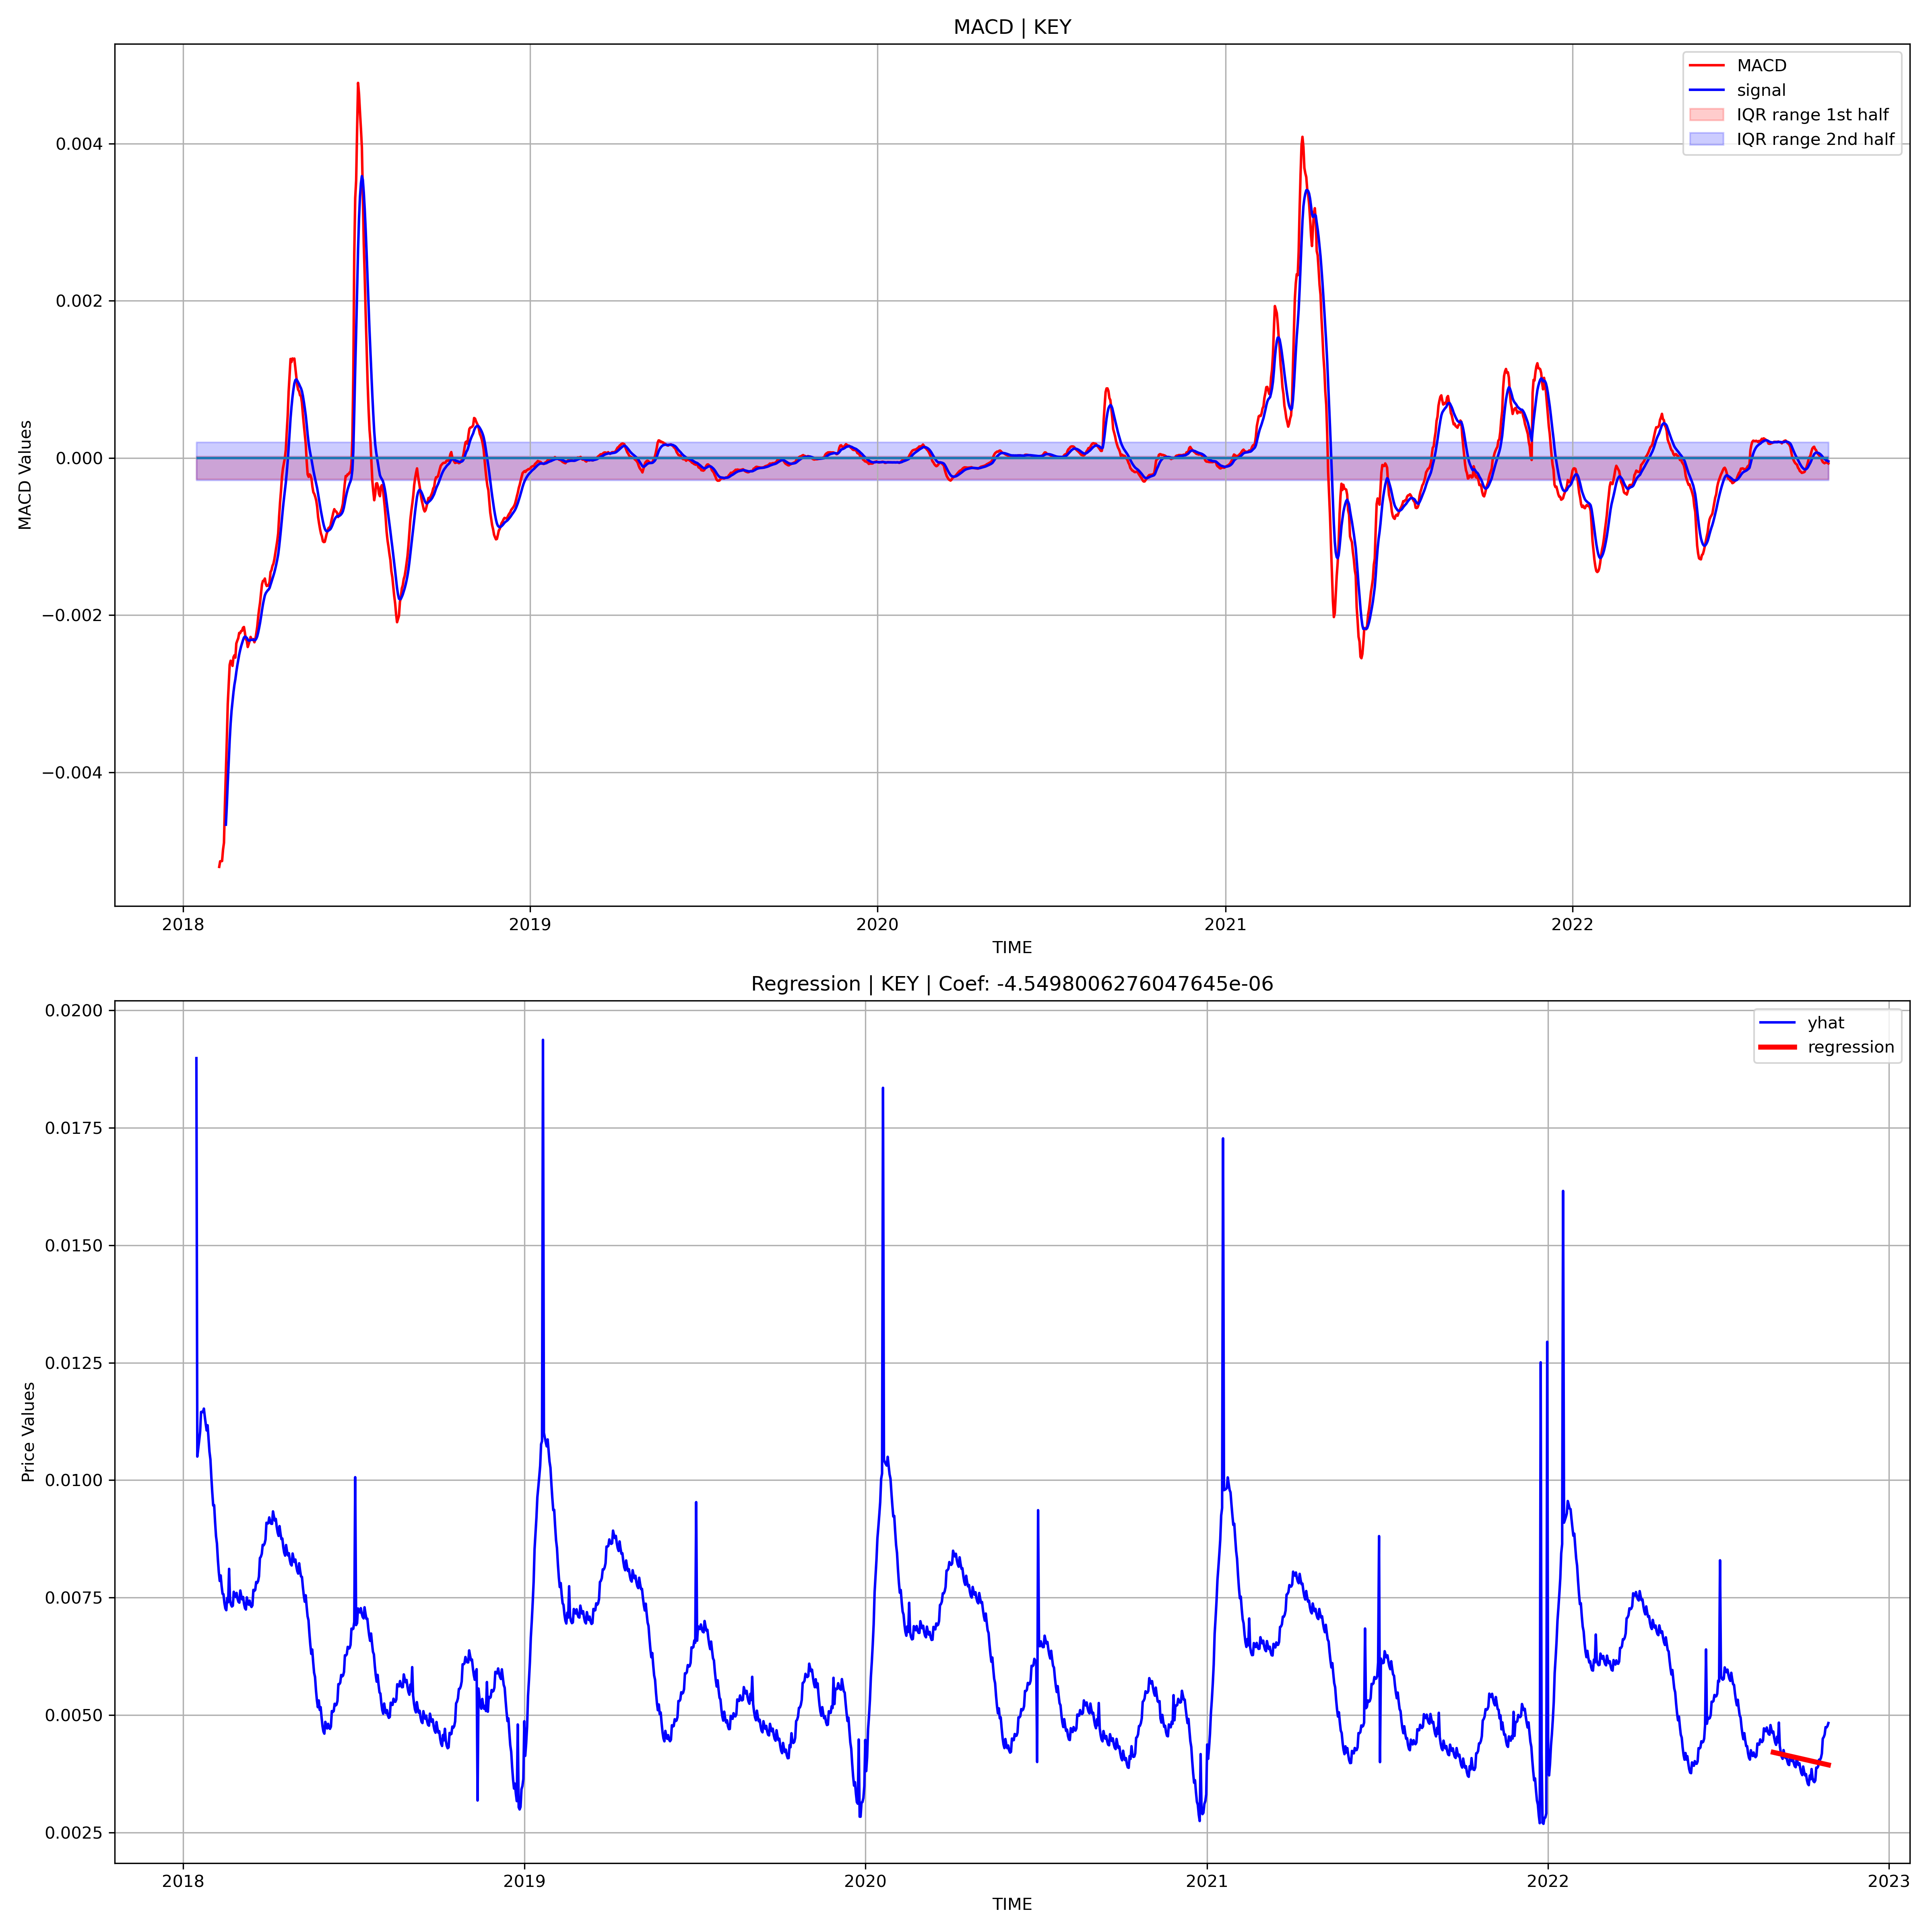 MACD | KEY
MACD
signal
IQR range 1st half
IQR range 2nd half
0.004
0.002
0.000
−0.002
−0.004
MACD Values
2018
2019
2020
2021
2022
TIME
Regression | KEY | Coef: -4.5498006276047645e-06
yhat
regression
0.0200
0.0175
0.0150
0.0125
0.0100
0.0075
0.0050
0.0025
Price Values
2018
2019
2020
2021
2022
2023
TIME